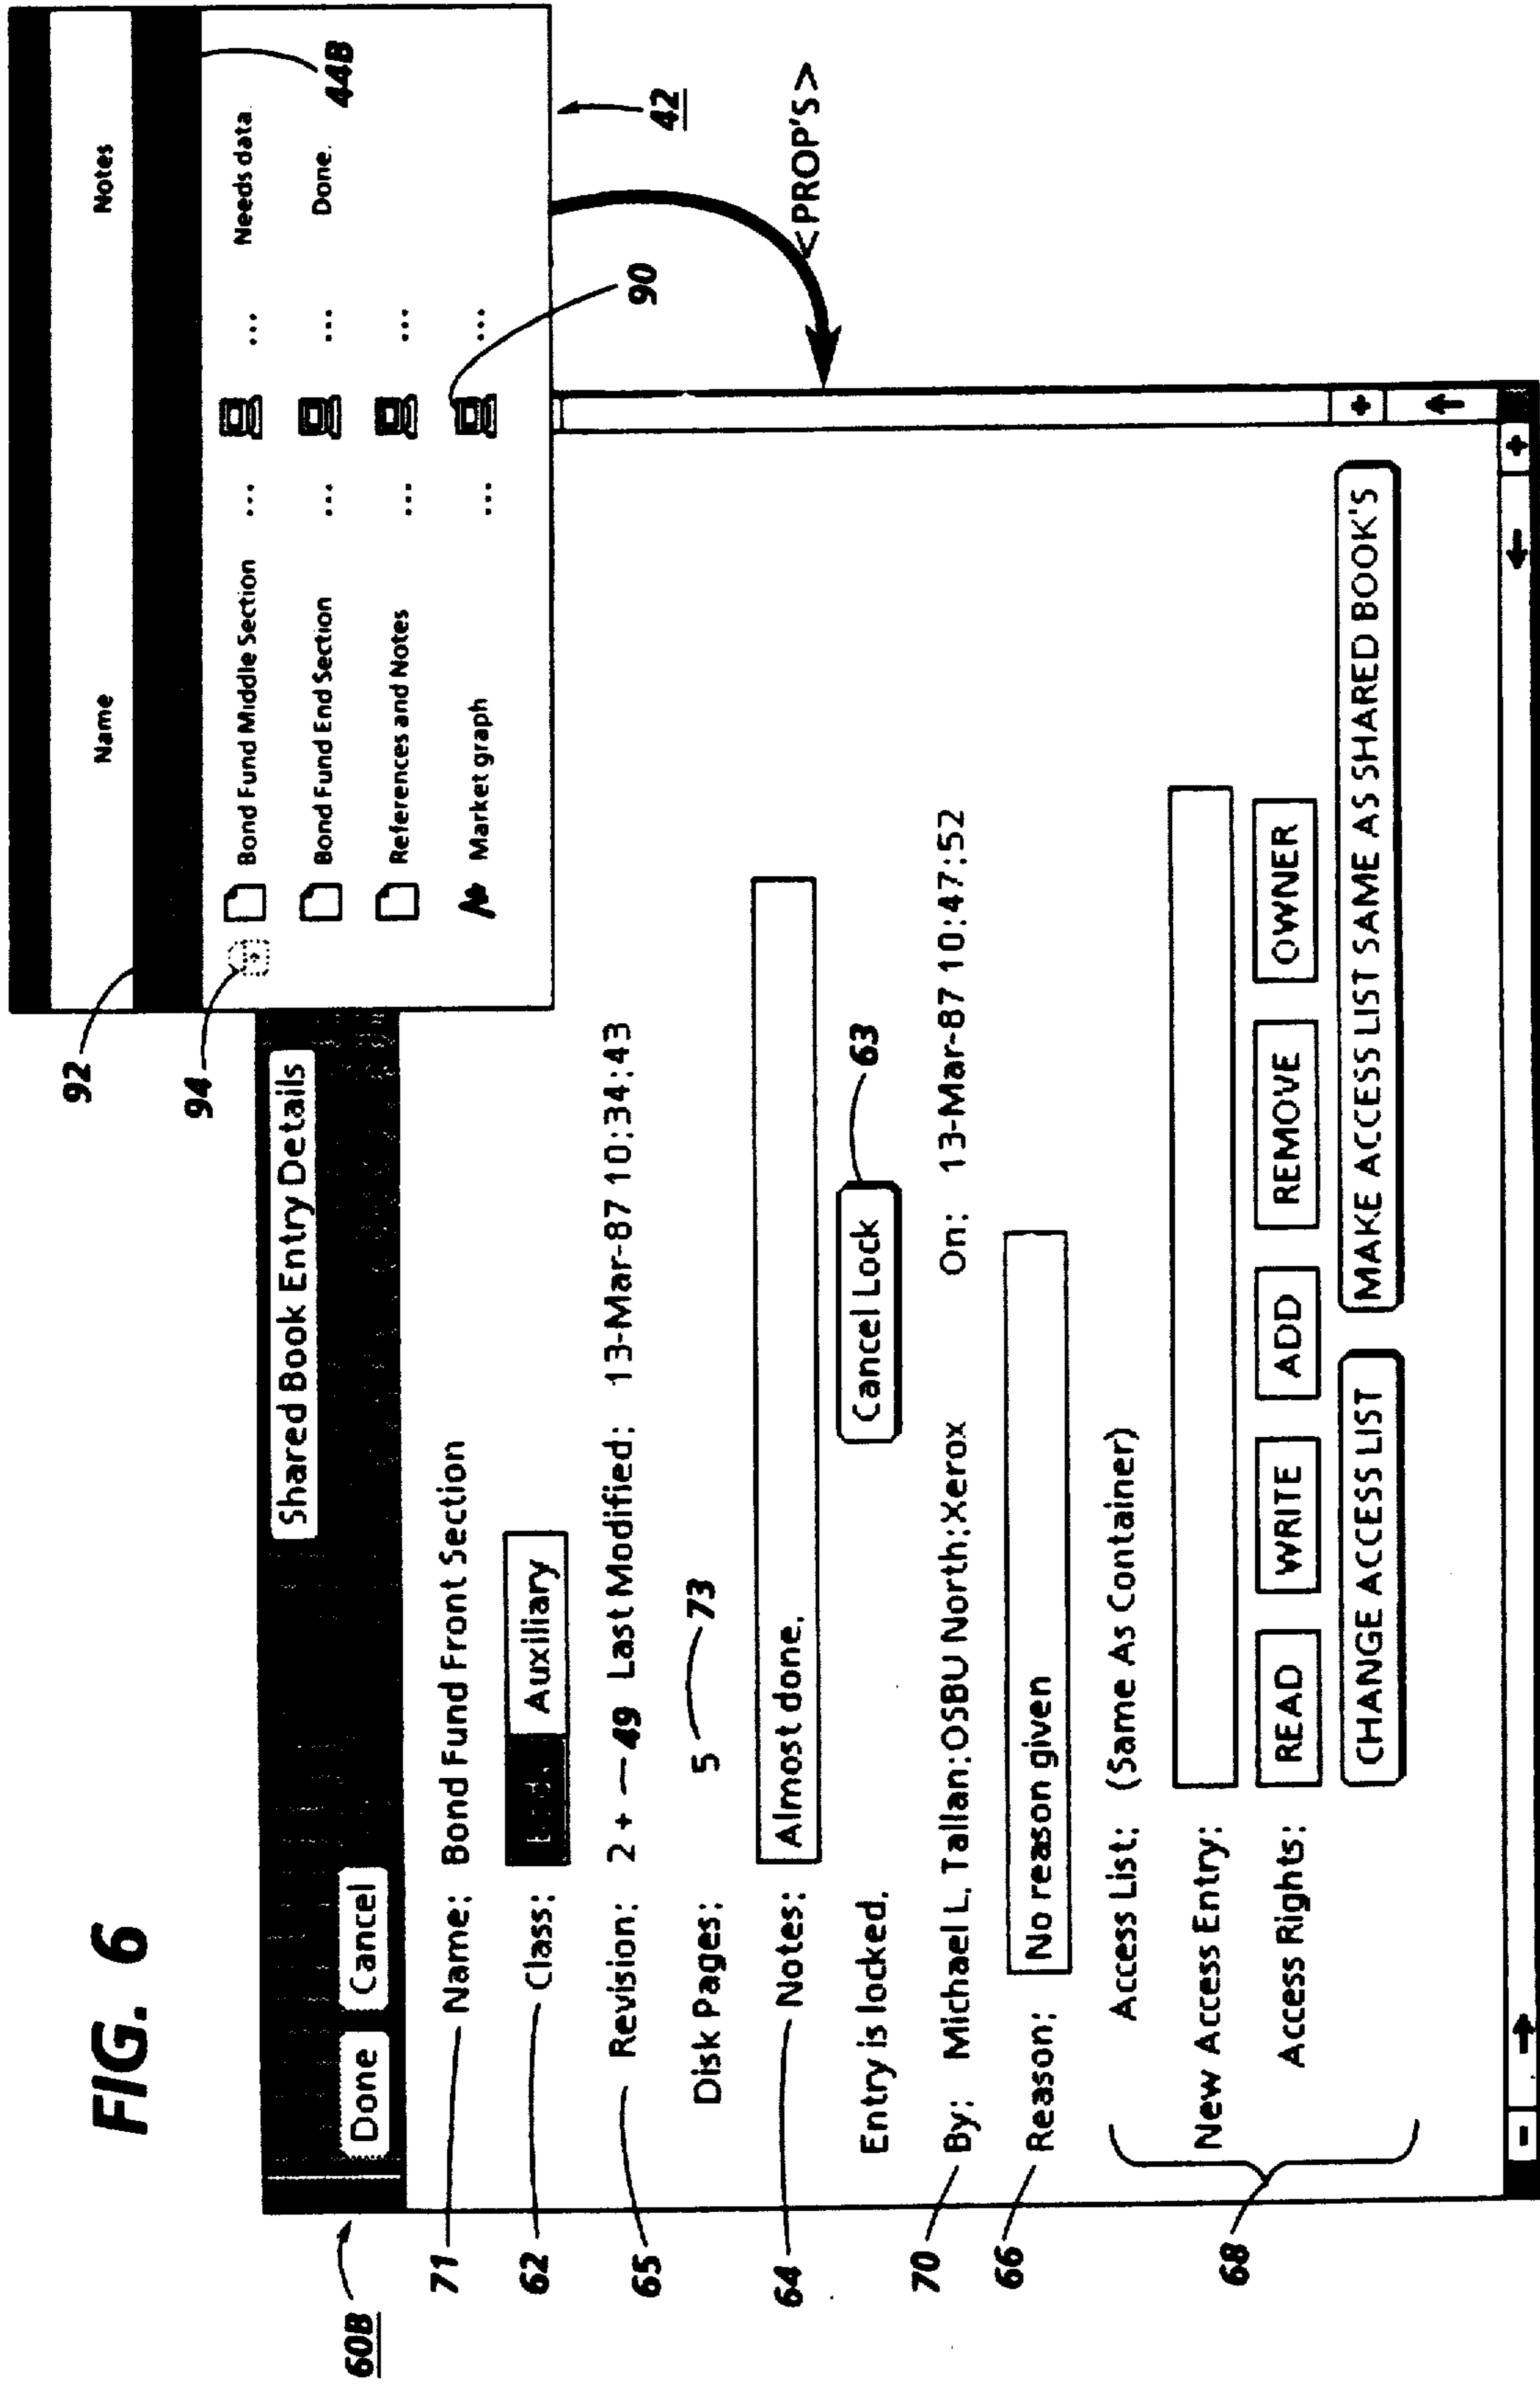 FIG. 6
Name Notes
92
44B
94
Bond Fund Middle Section ... ... Needs data.
Bond Fund End Section ... ... Done.
References and Notes ... ...
Market graph ... ...
42
90
<PROP'S>
60B
Shared Book Entry Details
Done Cancel
71 Name: Bond Fund Front Section
62 Class: Auxiliary
65 Revision: 2 + 49 Last Modified: 13-Mar-87 10:34:43
Disk Pages: 5 73
64 Notes: Almost done.
Entry is locked. Cancel Lock 63
70 By: Michael L. Tallan:OSBU North:Xerox On: 13-Mar-87 10:47:52
66 Reason: No reason given
Access List: (Same As Container)
68 New Access Entry:
Access Rights: READ WRITE ADD REMOVE OWNER
CHANGE ACCESS LIST MAKE ACCESS LIST SAME AS SHARED BOOK'S